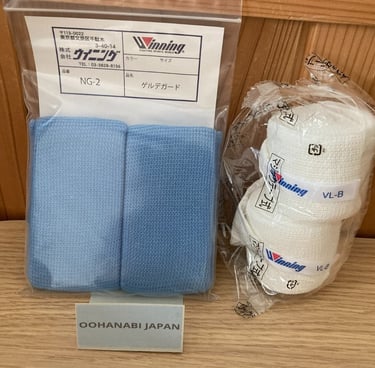 〒113-0022
東京都文京区千駄木
3-40-14
株式会社 ウイニング
TEL : 03-3828-8196
Winning
カラー サイズ
品番 NG-2
品名 ゲルデガード
Winning VL-B
Winning VL-B
OOHANABI JAPAN